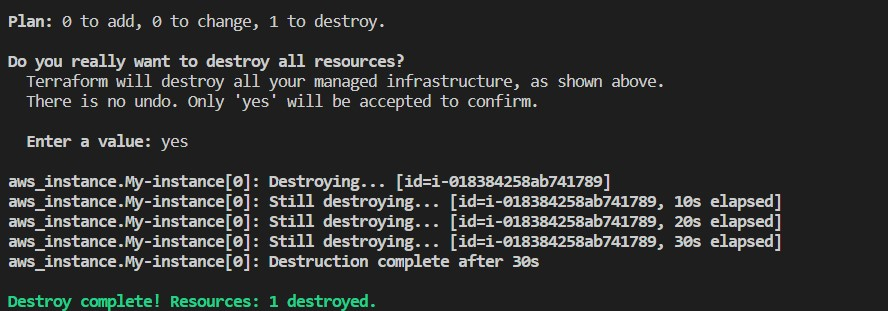 Plan: 0 to add, 0 to change, 1 to destroy.
Do you really want to destroy all resources?
Terraform will destroy all your managed infrastructure, as shown above.
There is no undo. Only 'yes' will be accepted to confirm.
Enter a value: yes
aws_instance.My-instance[0]: Destroying... [id=i-018384258ab741789]
aws_instance.My-instance[0]: Still destroying... [id=i-018384258ab741789, 10s elapsed]
aws_instance.My-instance[0]: Still destroying... [id=i-018384258ab741789, 20s elapsed]
aws_instance.My-instance[0]: Still destroying... [id=i-018384258ab741789, 30s elapsed]
aws_instance.My-instance[0]: Destruction complete after 30s
Destroy complete! Resources: 1 destroyed.